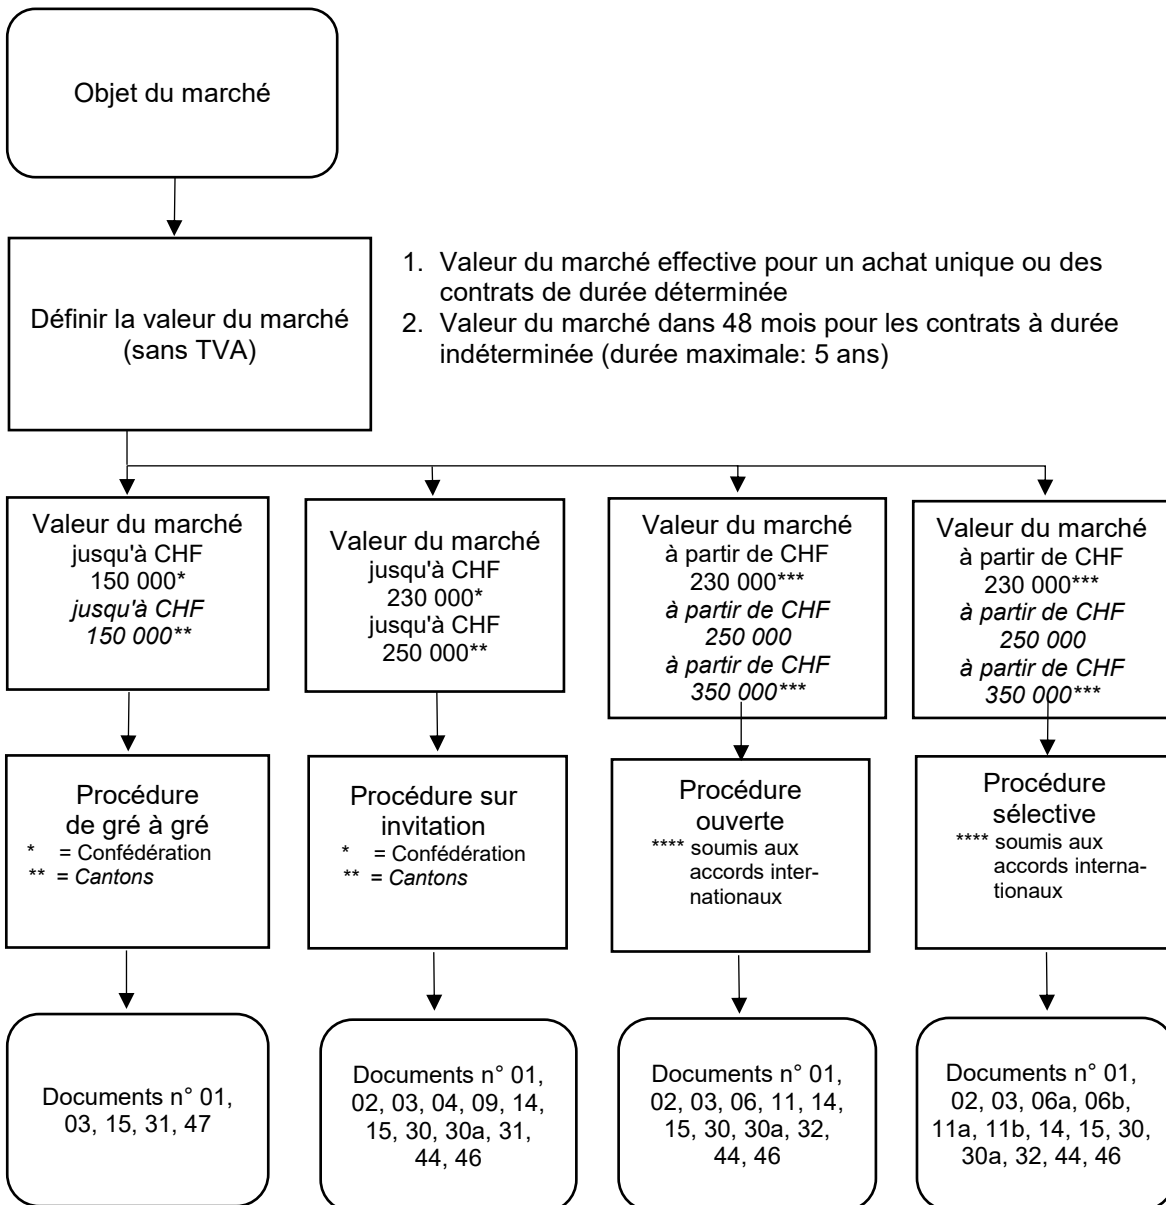 Objet du marché
Définir la valeur du marché
(sans TVA)
1. Valeur du marché effective pour un achat unique ou des
contrats de durée déterminée
2. Valeur du marché dans 48 mois pour les contrats à durée
indéterminée (durée maximale: 5 ans)
Valeur du marché
jusqu'à CHF
150 000*
jusqu'à CHF
150 000**
Valeur du marché
jusqu'à CHF
230 000*
jusqu'à CHF
250 000**
Valeur du marché
à partir de CHF
230 000***
à partir de CHF
250 000
à partir de CHF
350 000***
Valeur du marché
à partir de CHF
230 000***
à partir de CHF
250 000
à partir de CHF
350 000***
Procédure
de gré à gré
* = Confédération
** = Cantons
Procédure sur
invitation
* = Confédération
** = Cantons
Procédure
ouverte
**** soumis aux
accords inter-
nationaux
Procédure
sélective
**** soumis aux
accords interna-
tionaux
Documents n° 01,
03, 15, 31, 47
Documents n° 01,
02, 03, 04, 09, 14,
15, 30, 30a, 31,
44, 46
Documents n° 01,
02, 03, 06, 11, 14,
15, 30, 30a, 32,
44, 46
Documents n° 01,
02, 03, 06a, 06b,
11a, 11b, 14, 15, 30,
30a, 32, 44, 46